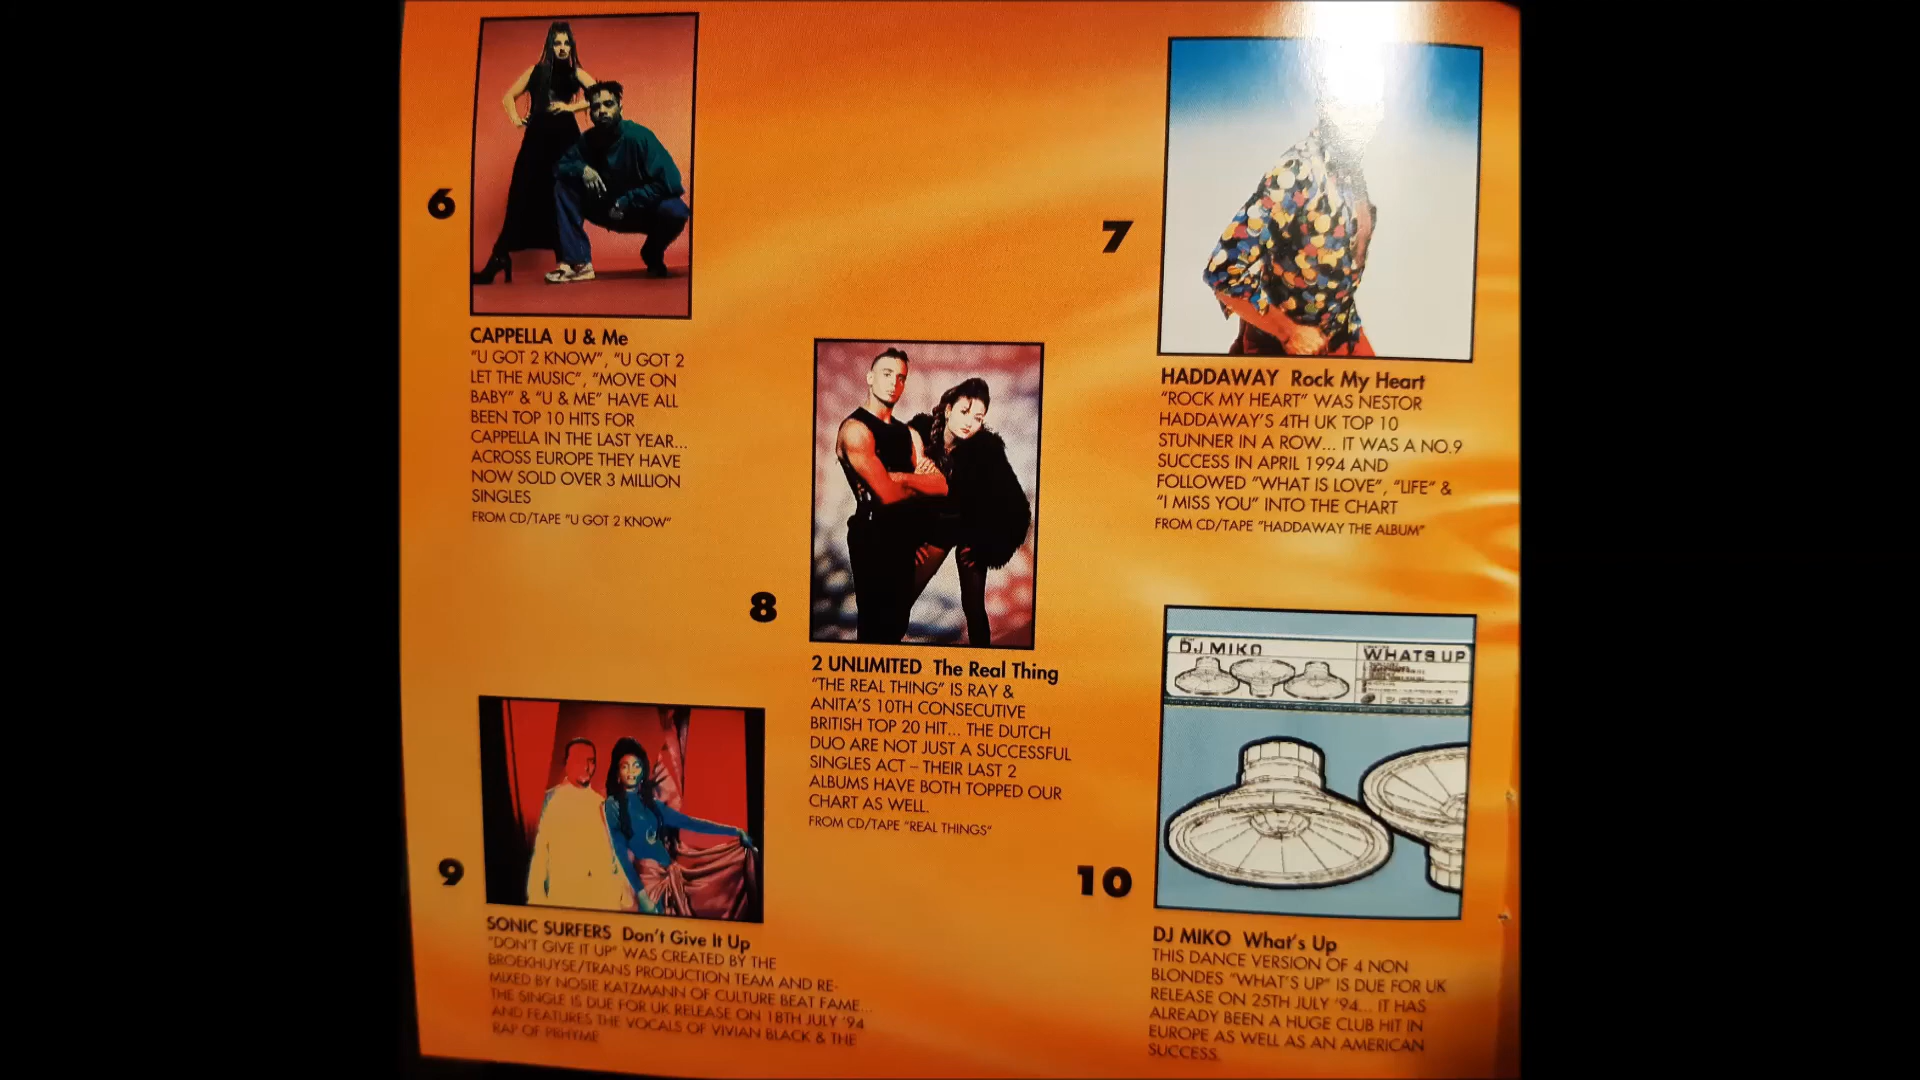 6
CAPPELLA U & Me
"U GOT 2 KNOW", "U GOT 2
LET THE MUSIC", "MOVE ON
BABY" & "U & ME" HAVE ALL
BEEN TOP 10 HITS FOR
CAPPELLA IN THE LAST YEAR...
ACROSS EUROPE THEY HAVE
NOW SOLD OVER 3 MILLION
SINGLES
FROM CD/TAPE "U GOT 2 KNOW"
7
HADDAWAY Rock My Heart
"ROCK MY HEART" WAS NESTOR
HADDAWAY'S 4TH UK TOP 10
STUNNER IN A ROW... IT WAS A NO.9
SUCCESS IN APRIL 1994 AND
FOLLOWED "WHAT IS LOVE", "LIFE" &
"I MISS YOU" INTO THE CHART
FROM CD/TAPE "HADDAWAY THE ALBUM"
8
2 UNLIMITED The Real Thing
"THE REAL THING" IS RAY &
ANITA'S 10TH CONSECUTIVE
BRITISH TOP 20 HIT... THE DUTCH
DUO ARE NOT JUST A SUCCESSFUL
SINGLES ACT – THEIR LAST 2
ALBUMS HAVE BOTH TOPPED OUR
CHART AS WELL.
FROM CD/TAPE "REAL THINGS"
9
SONIC SURFERS Don't Give It Up
"DON'T GIVE IT UP" WAS CREATED BY THE
BROEKHUYSE/TRANS PRODUCTION TEAM AND RE-
MIXED BY NOSIE KATZMANN OF CULTURE BEAT FAME...
THE SINGLE IS DUE FOR UK RELEASE ON 18TH JULY '94
AND FEATURES THE VOCALS OF VIVIAN BLACK & THE
RAP OF PRHYME
10
DJ MIKO
WHATS UP
DJ MIKO What's Up
THIS DANCE VERSION OF 4 NON
BLONDES "WHAT'S UP" IS DUE FOR UK
RELEASE ON 25TH JULY '94... IT HAS
ALREADY BEEN A HUGE CLUB HIT IN
EUROPE AS WELL AS AN AMERICAN
SUCCESS.